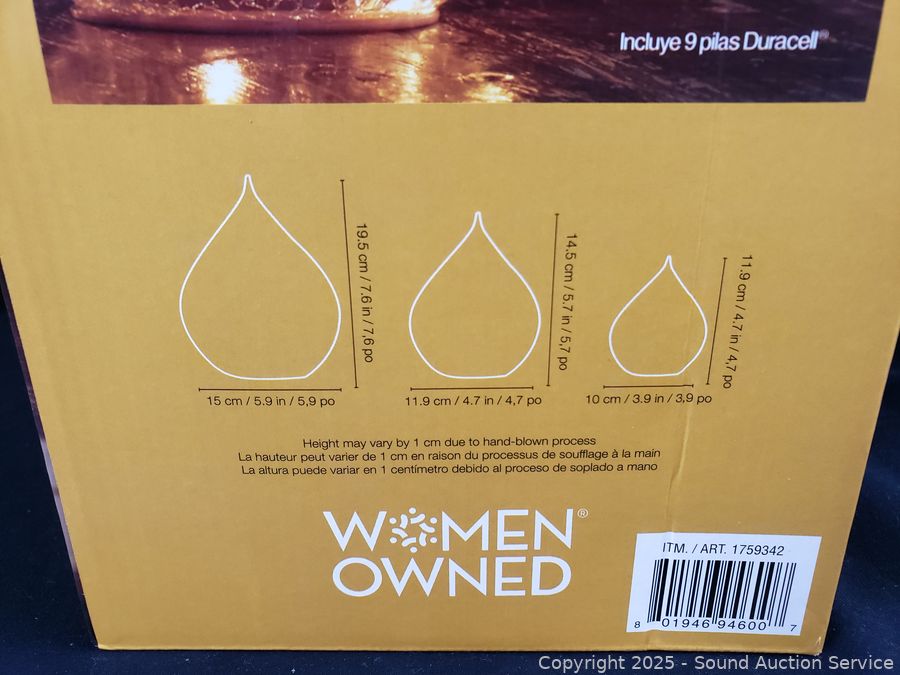 Incluye 9 pilas Duracell®
19.5 cm / 7.6 in / 7,6 po
14.5 cm / 5.7 in / 5,7 po
11.9 cm / 4.7 in / 4,7 po
15 cm / 5.9 in / 5,9 po
11.9 cm / 4.7 in / 4,7 po
10 cm / 3.9 in / 3,9 po
Height may vary by 1 cm due to hand-blown process
La hauteur peut varier de 1 cm en raison du processus de soufflage à la main
La altura puede variar en 1 centímetro debido al proceso de soplado a mano
WOMEN®
OWNED
ITM. / ART. 1759342
8 01946 94600 7
Copyright 2025 - Sound Auction Service